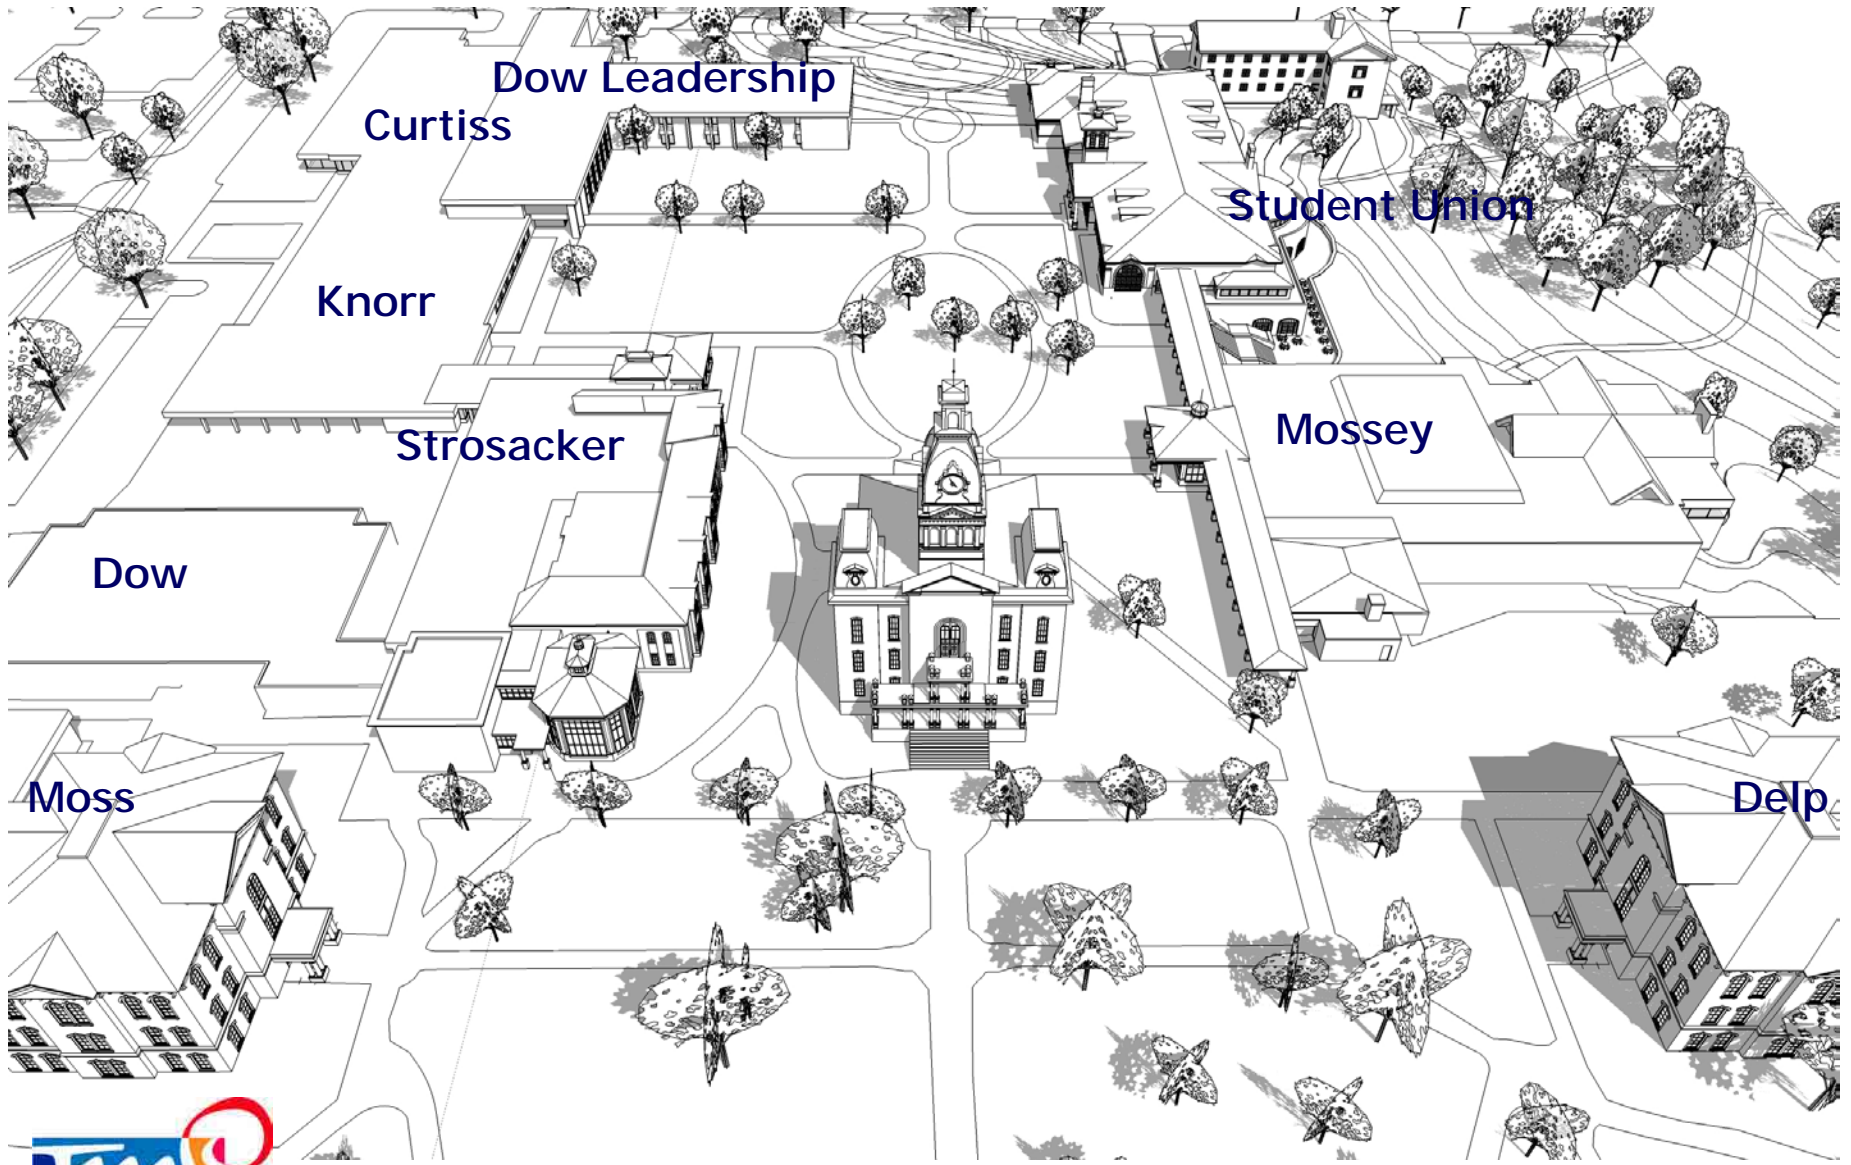 Dow Leadership
Curtiss
Student Union
Knorr
Mossey
Strosacker
Dow
Moss
Delp